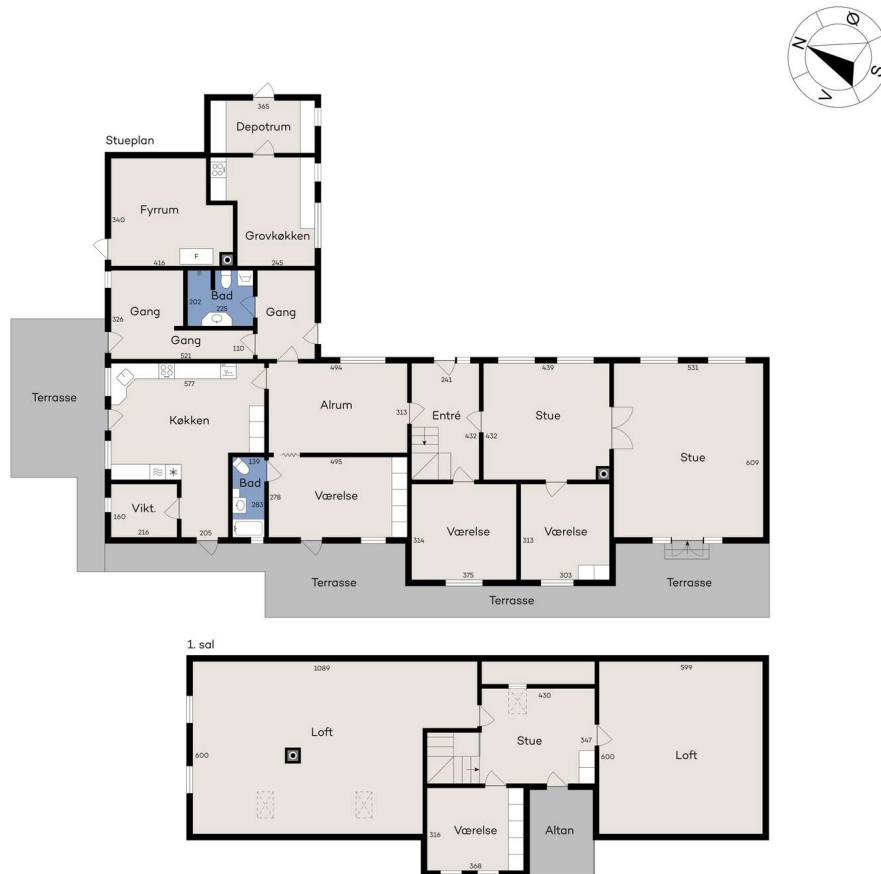 N
Ø
S
V
Stueplan
365
Depotrum
Fyrrum
340
416
F
Grovkøkken
245
Gang
326
202
Bad
225
Gang
Gang
110
521
577
Køkken
494
Alrum
313
241
Entré
432
439
Stue
432
531
Stue
609
Terrasse
139
Bad
283
495
Værelse
278
Vikt.
160
216
205
Værelse
314
375
Værelse
313
303
Terrasse
Terrasse
Terrasse
1. sal
1089
Loft
600
430
Stue
347
599
Loft
600
Værelse
316
368
Altan